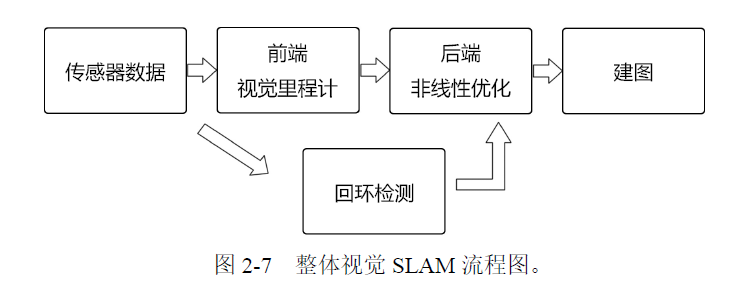 传感器数据
前端
视觉里程计
后端
非线性优化
建图
回环检测
图 2-7 整体视觉 SLAM 流程图。